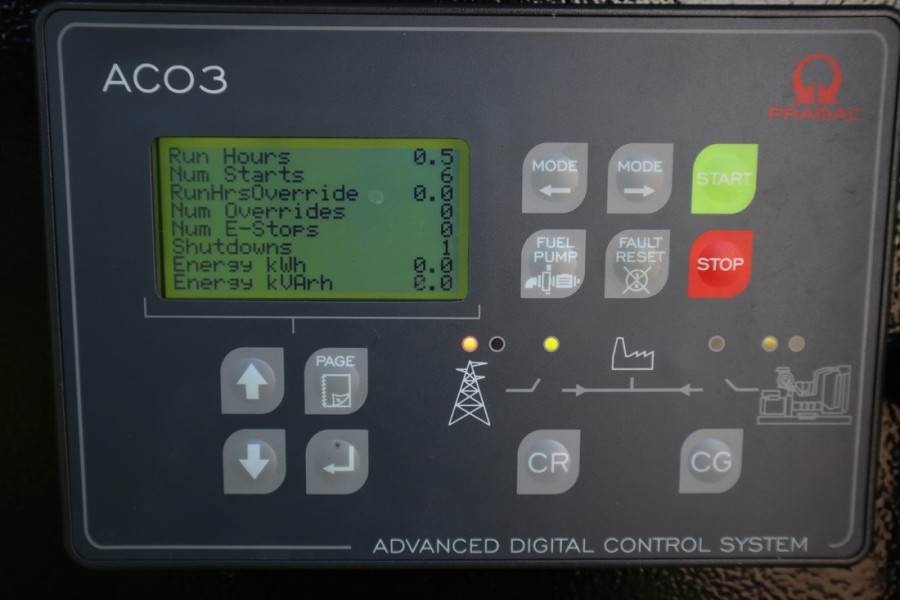 ACO3
PRAMAC
Run Hours 0.5
Num Starts 6
RunHrsOverride 0.0
Num Overrides 0
Num E-Stops 0
Shutdowns 1
Energy kWh 0.0
Energy kVArh 0.0
MODE
MODE
START
FUEL PUMP
FAULT RESET
STOP
PAGE
CR
CG
ADVANCED DIGITAL CONTROL SYSTEM